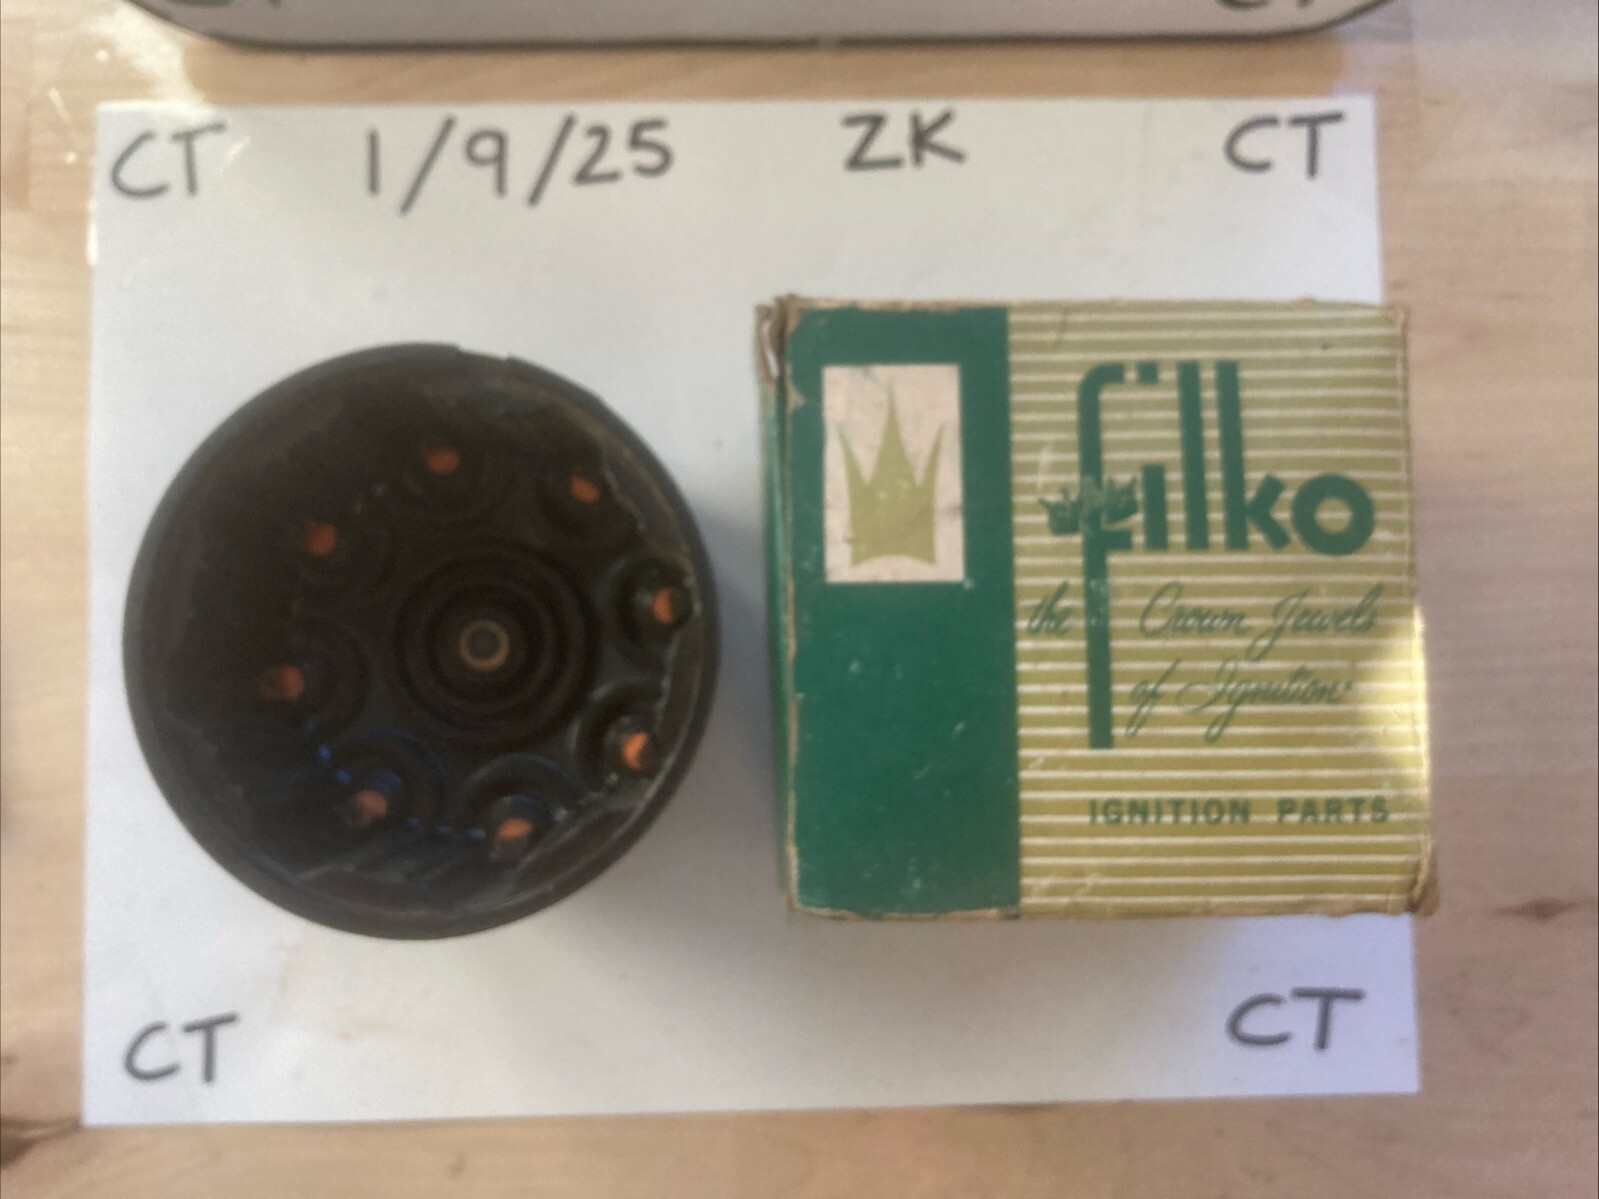 CT 1/9/25 ZK CT
filko
the Crown Jewels
of Ignition
IGNITION PARTS
CT CT